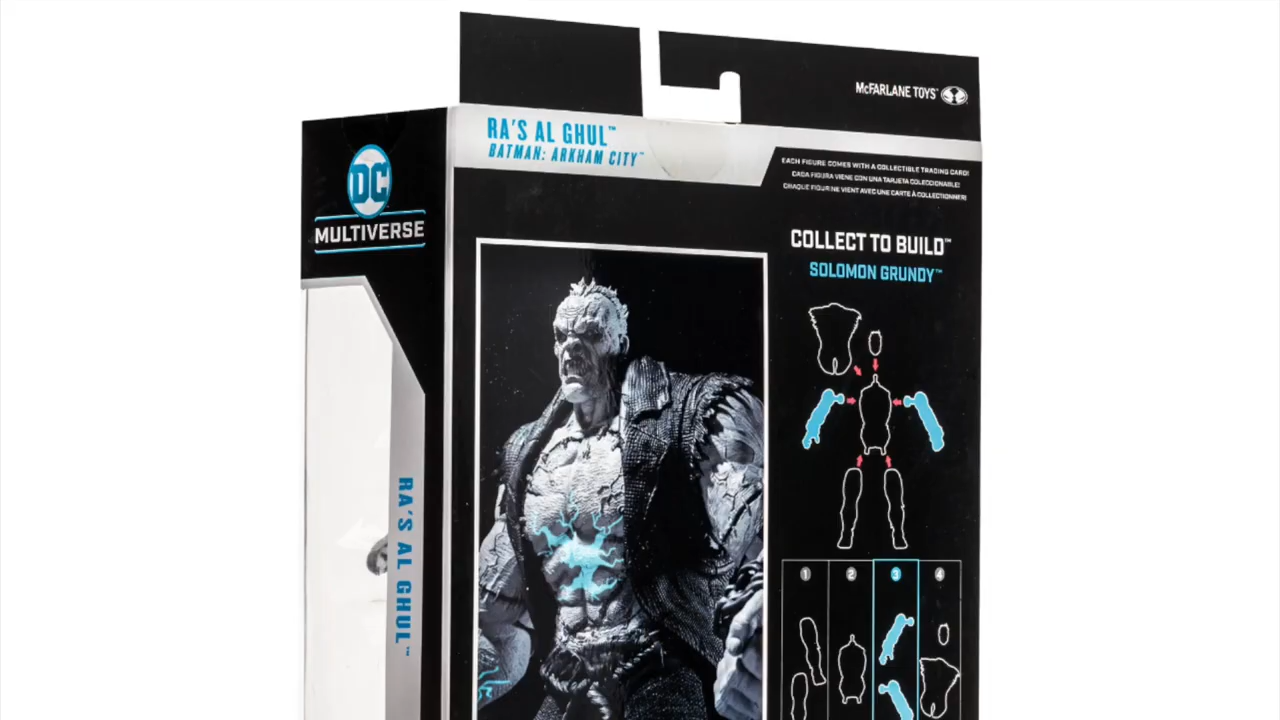 McFARLANE TOYS™
RA'S AL GHUL™
BATMAN: ARKHAM CITY™
EACH FIGURE COMES WITH A COLLECTIBLE TRADING CARD!
CADA FIGURA VIENE CON UNA TARJETA COLECCIONABLE!
CHAQUE FIGURINE VIENT AVEC UNE CARTE À COLLECTIONNER!
DC
MULTIVERSE
COLLECT TO BUILD™
SOLOMON GRUNDY™
RA'S AL GHUL™
1 2 3 4